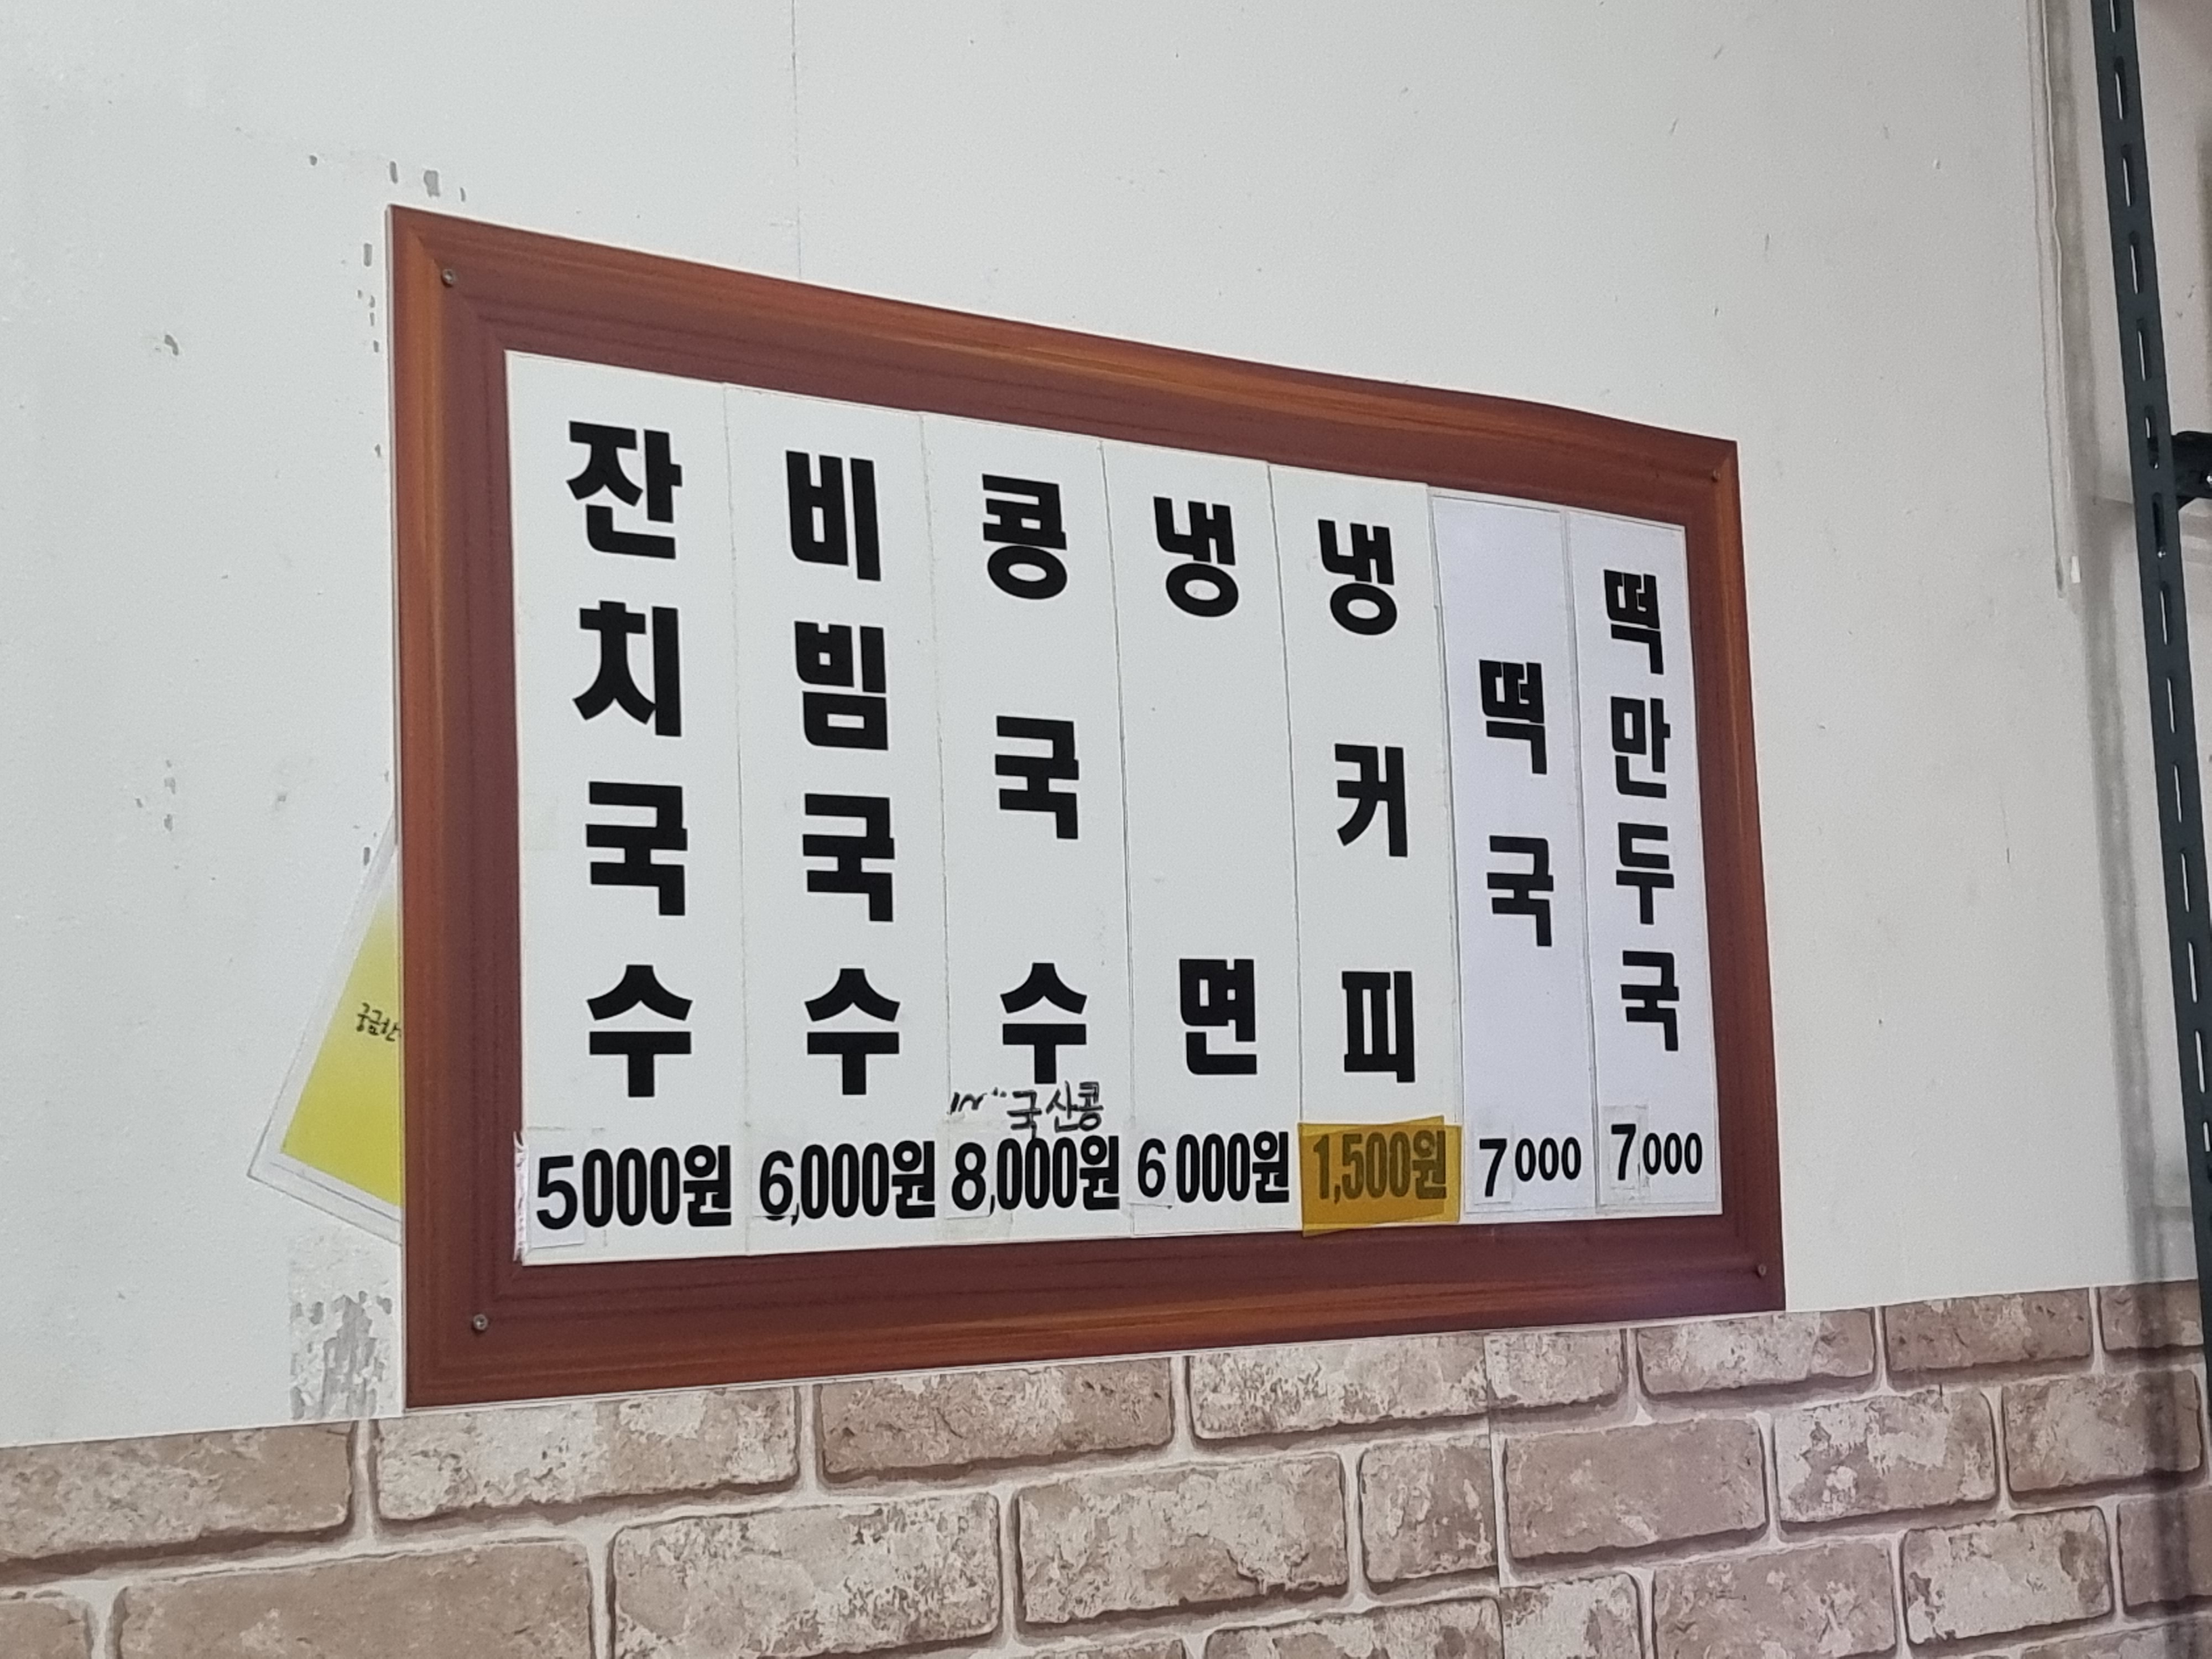 잔치국수
5000원
비빔국수
6,000원
콩국수
국산콩
8,000원
냉면
6000원
냉커피
1,500원
떡국
7000
떡만두국
7,000